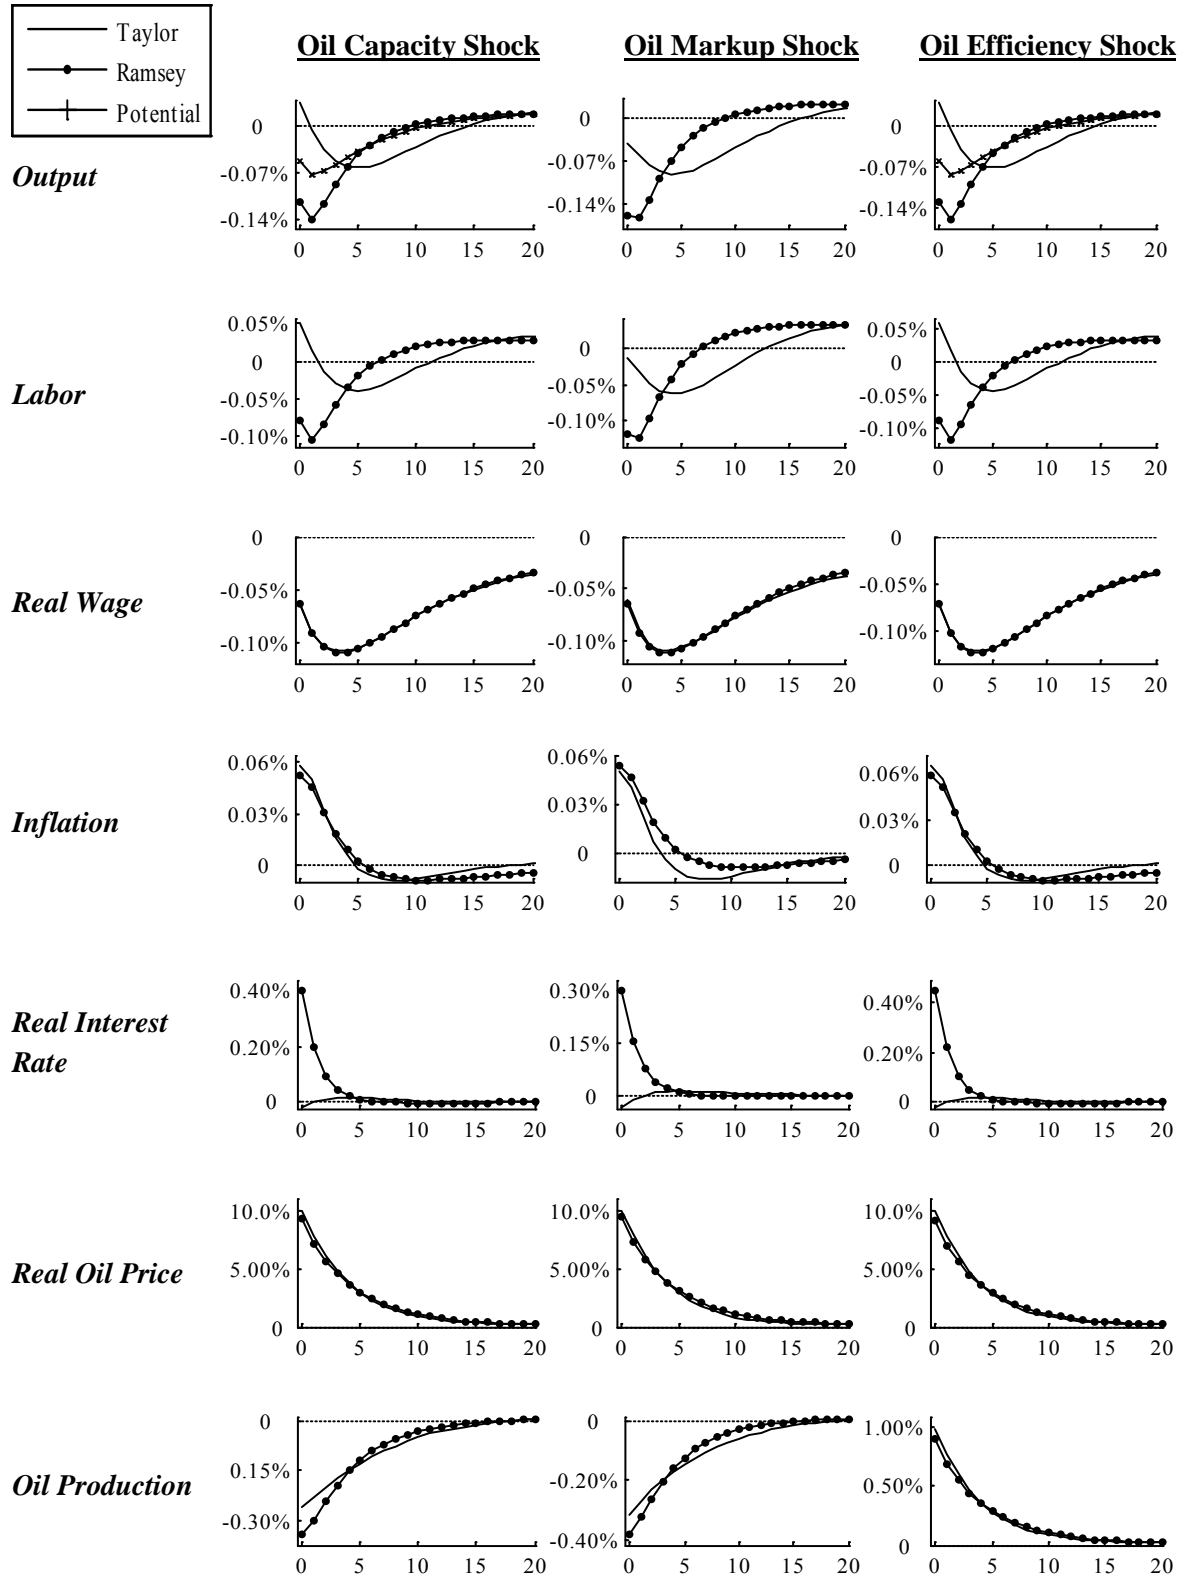 Taylor
Ramsey
Potential
Oil Capacity Shock
Oil Markup Shock
Oil Efficiency Shock
Output
0
-0.07%
-0.14%
0 5 10 15 20
0
-0.07%
-0.14%
0 5 10 15 20
0
-0.07%
-0.14%
0 5 10 15 20
Labor
0.05%
0
-0.05%
-0.10%
0 5 10 15 20
0
-0.05%
-0.10%
0 5 10 15 20
0.05%
0
-0.05%
-0.10%
0 5 10 15 20
Real Wage
0
-0.05%
-0.10%
0 5 10 15 20
0
-0.05%
-0.10%
0 5 10 15 20
0
-0.05%
-0.10%
0 5 10 15 20
Inflation
0.06%
0.03%
0
0 5 10 15 20
0.06%
0.03%
0
0 5 10 15 20
0.06%
0.03%
0
0 5 10 15 20
Real Interest
Rate
0.40%
0.20%
0
0 5 10 15 20
0.30%
0.15%
0
0 5 10 15 20
0.40%
0.20%
0
0 5 10 15 20
Real Oil Price
10.0%
5.00%
0
0 5 10 15 20
10.0%
5.00%
0
0 5 10 15 20
10.0%
5.00%
0
0 5 10 15 20
Oil Production
0
0.15%
-0.30%
0 5 10 15 20
0
-0.20%
-0.40%
0 5 10 15 20
1.00%
0.50%
0
0 5 10 15 20